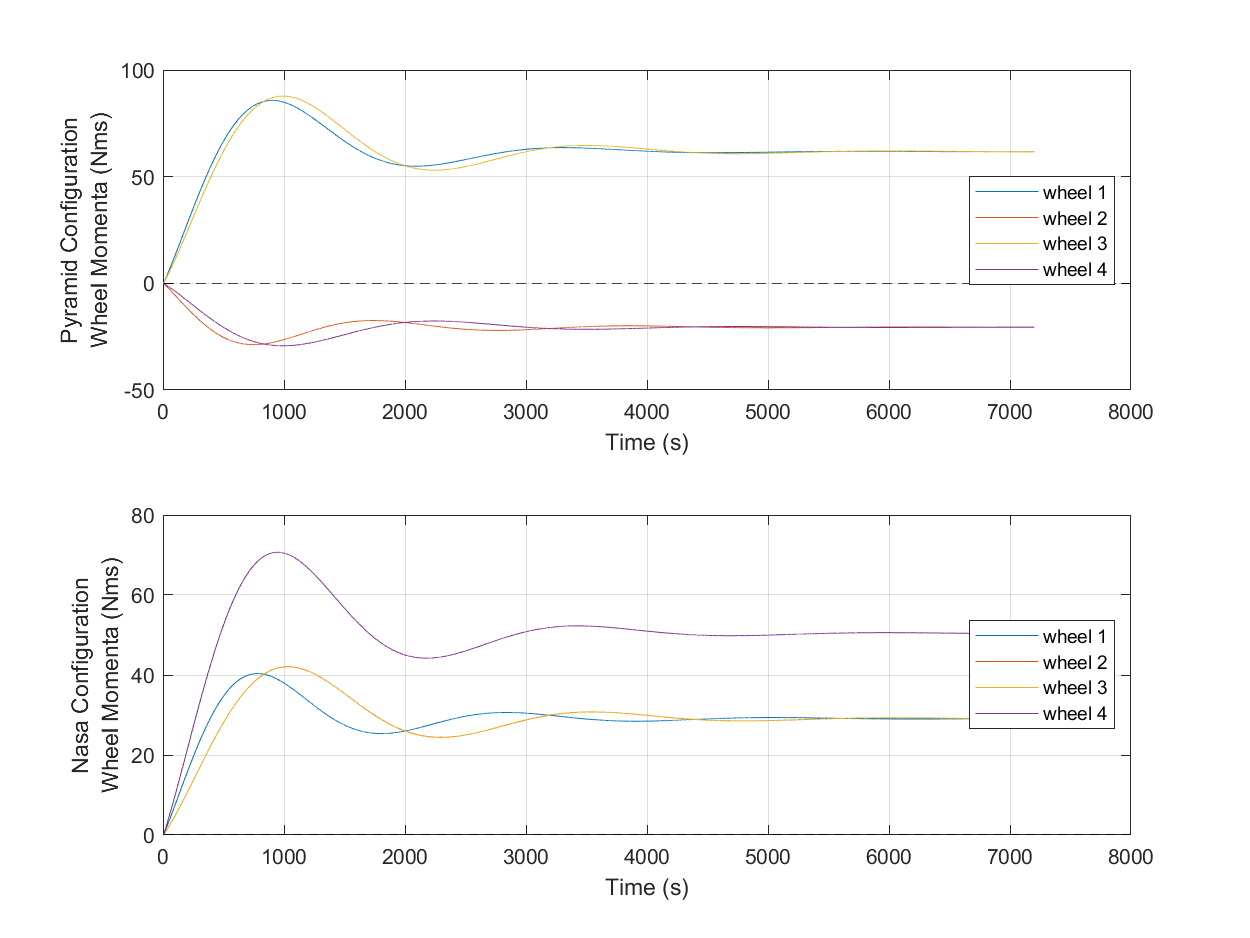 100
50
0
-50
Pyramid Configuration
Wheel Momenta (Nms)
wheel 1
wheel 2
wheel 3
wheel 4
0 1000 2000 3000 4000 5000 6000 7000 8000
Time (s)
80
60
40
20
0
Nasa Configuration
Wheel Momenta (Nms)
wheel 1
wheel 2
wheel 3
wheel 4
0 1000 2000 3000 4000 5000 6000 7000 8000
Time (s)